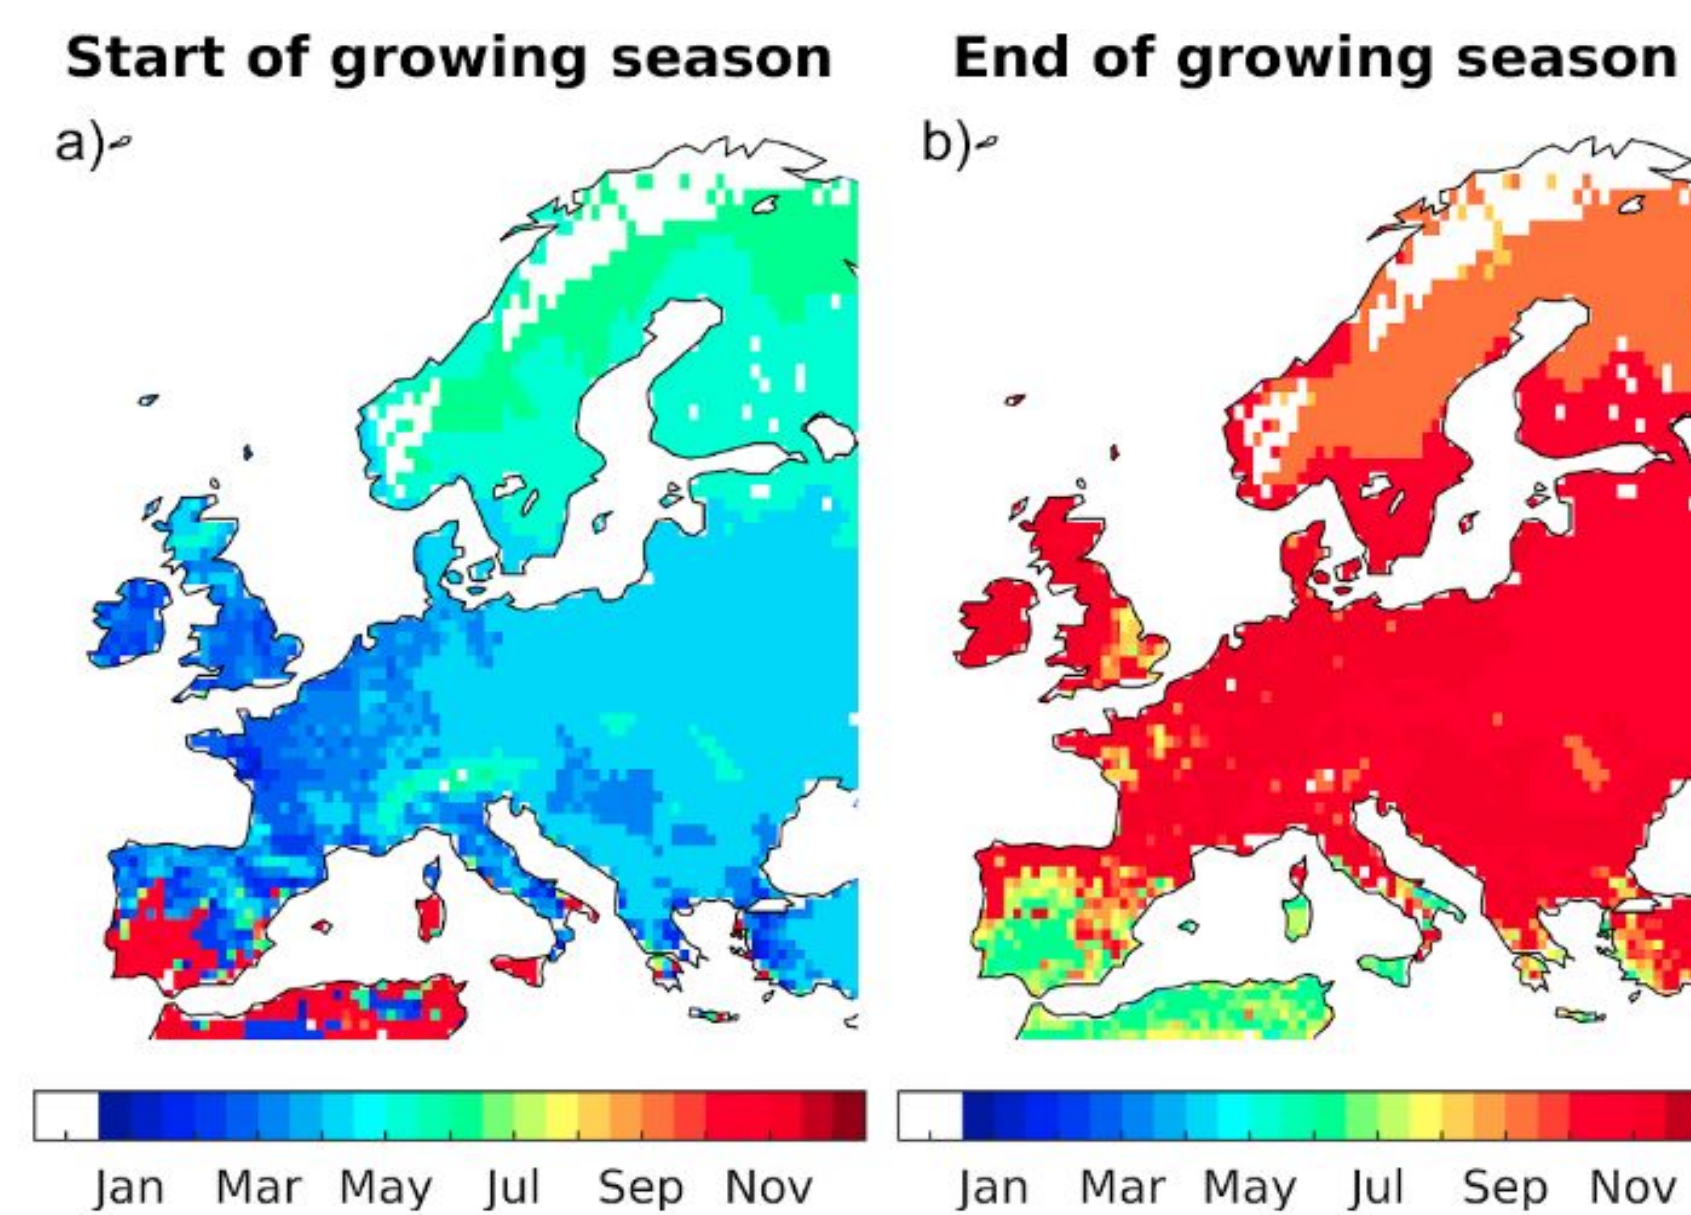 Start of growing season End of growing season
a) b)
Jan Mar May Jul Sep Nov Jan Mar May Jul Sep Nov